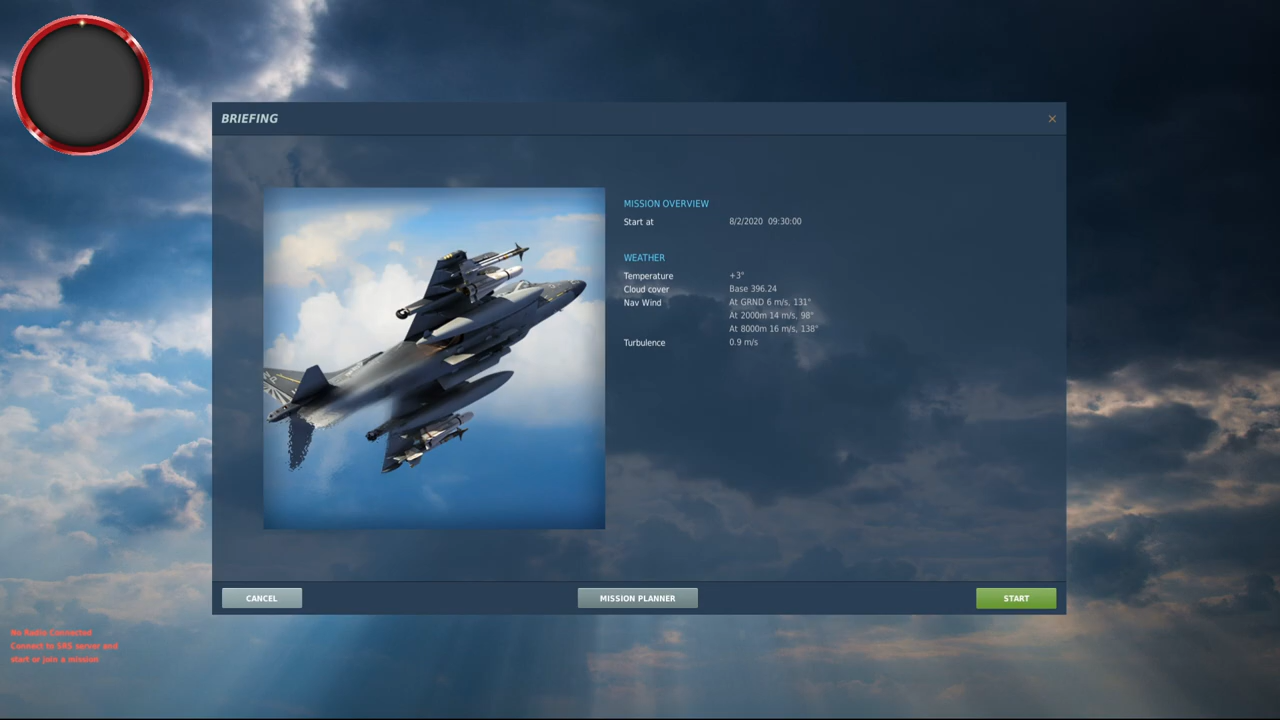 BRIEFING
MISSION OVERVIEW
Start at 8/2/2020 09:30:00
WEATHER
Temperature +3°
Cloud cover Base 396.24
Nav Wind At GRND 6 m/s, 131°
At 2000m 14 m/s, 98°
At 8000m 16 m/s, 138°
Turbulence 0.9 m/s
CANCEL MISSION PLANNER START
No Radio Connected
Connect to SRS server and
start or join a mission